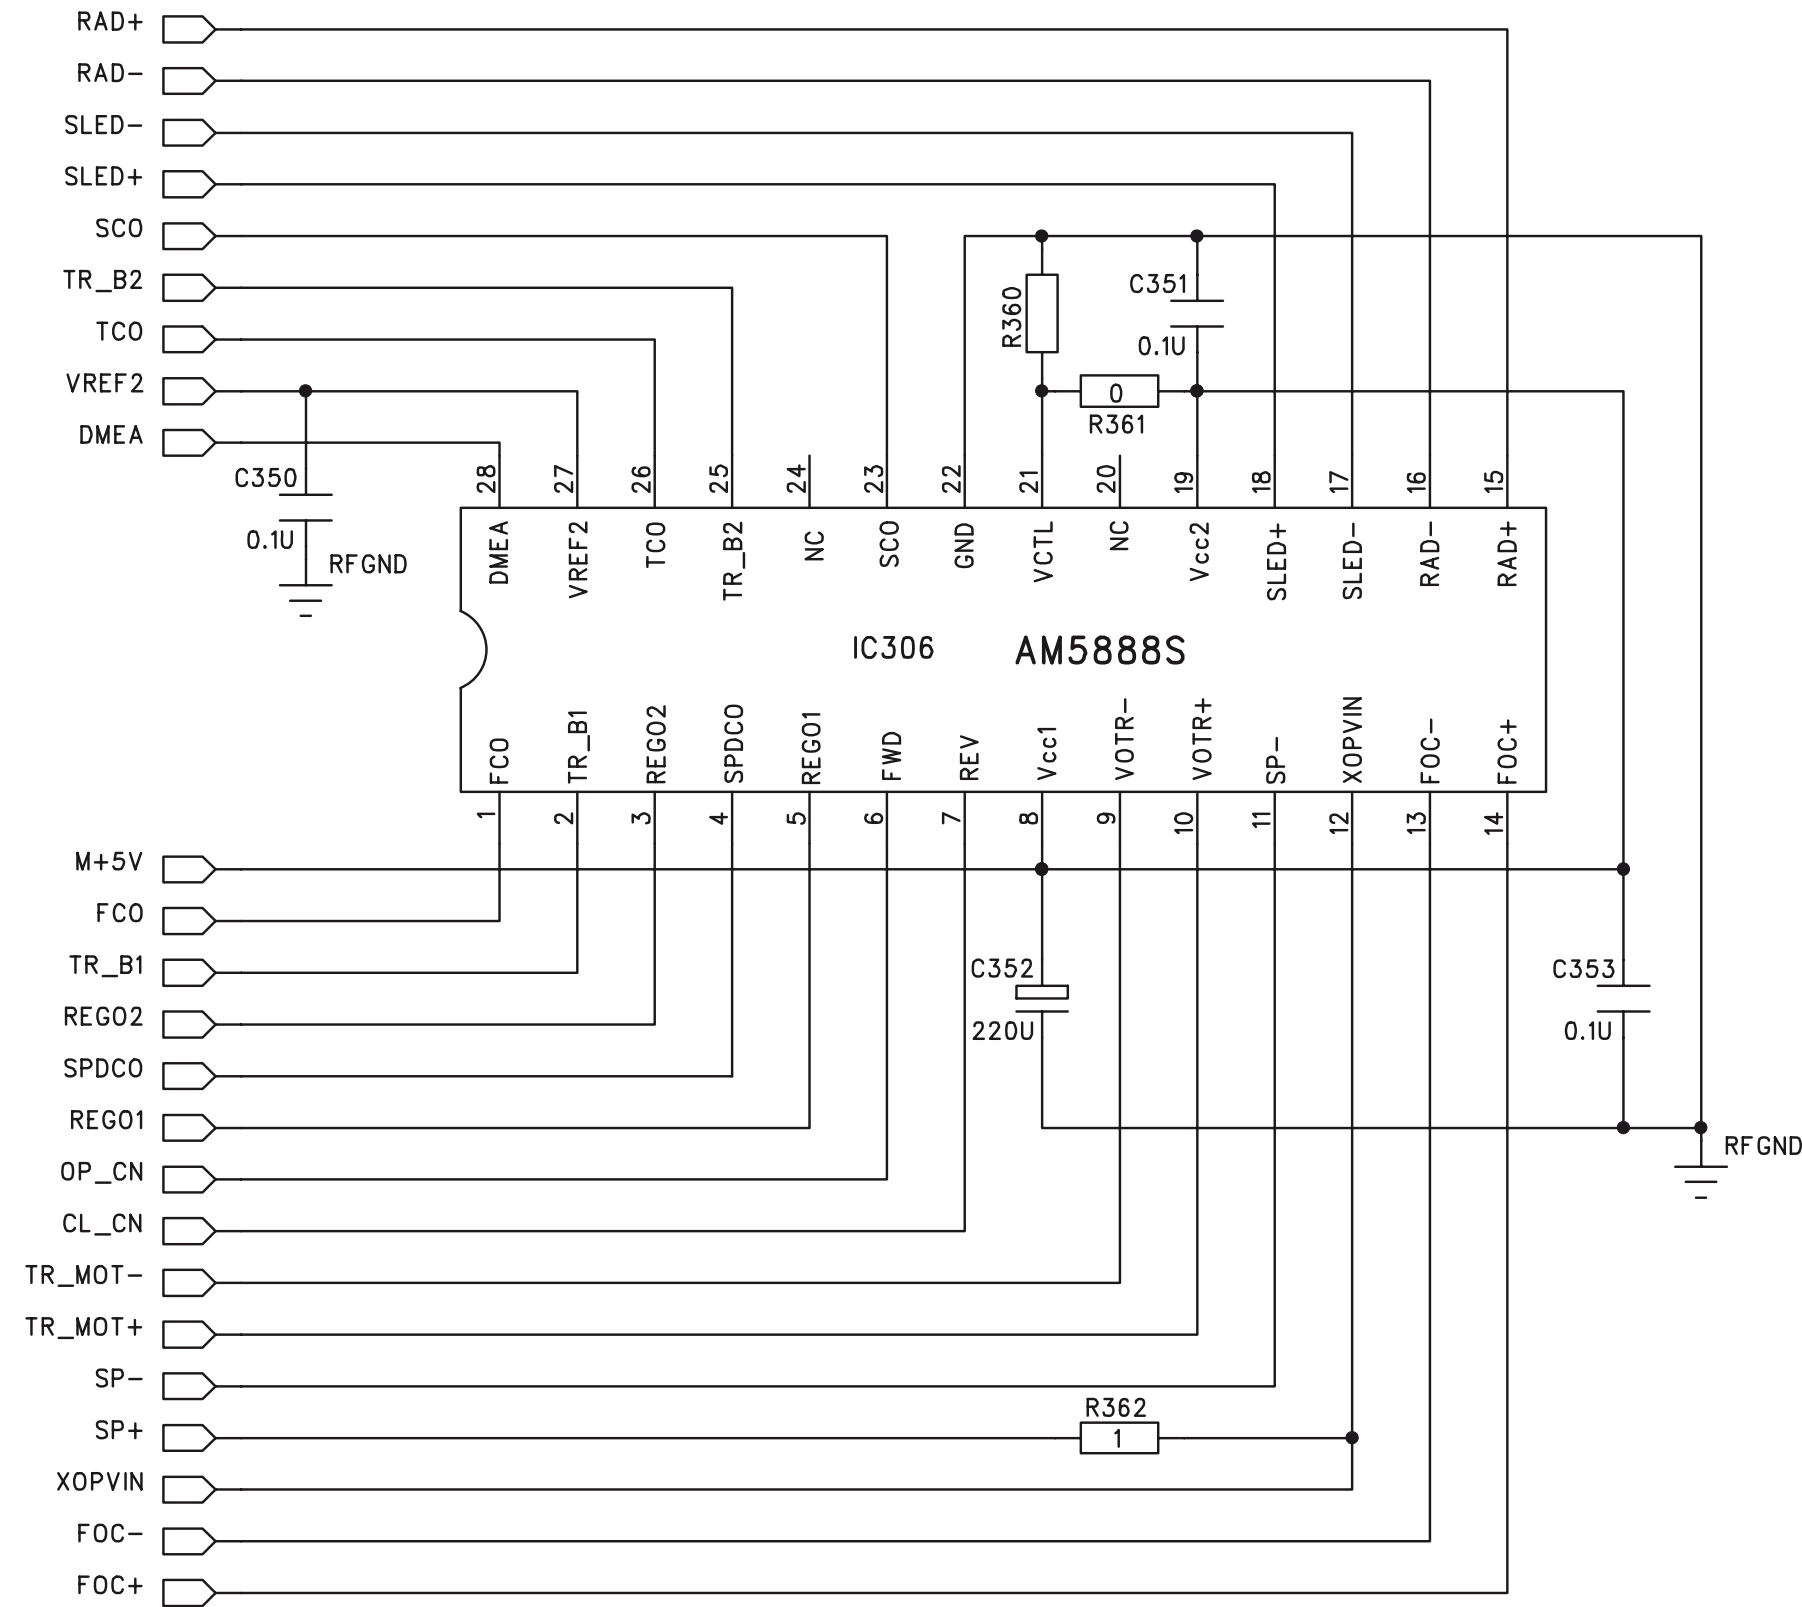 RAD+
RAD-
SLED-
SLED+
SCO
TR_B2
TCO
VREF2
DMEA
C350
0.1U
RFGND
R360
C351
0.1U
0
R361
28
27
26
25
24
23
22
21
20
19
18
17
16
15
DMEA
VREF2
TCO
TR_B2
NC
SCO
GND
VCTL
NC
Vcc2
SLED+
SLED-
RAD-
RAD+
IC306 AM5888S
FCO
TR_B1
REGO2
SPDCO
REGO1
FWD
REV
Vcc1
VOTR-
VOTR+
SP-
XOPVIN
FOC-
FOC+
1
2
3
4
5
6
7
8
9
10
11
12
13
14
M+5V
FCO
TR_B1
REGO2
SPDCO
REGO1
OP_CN
CL_CN
TR_MOT-
TR_MOT+
SP-
SP+
XOPVIN
FOC-
FOC+
C352
220U
C353
0.1U
RFGND
R362
1